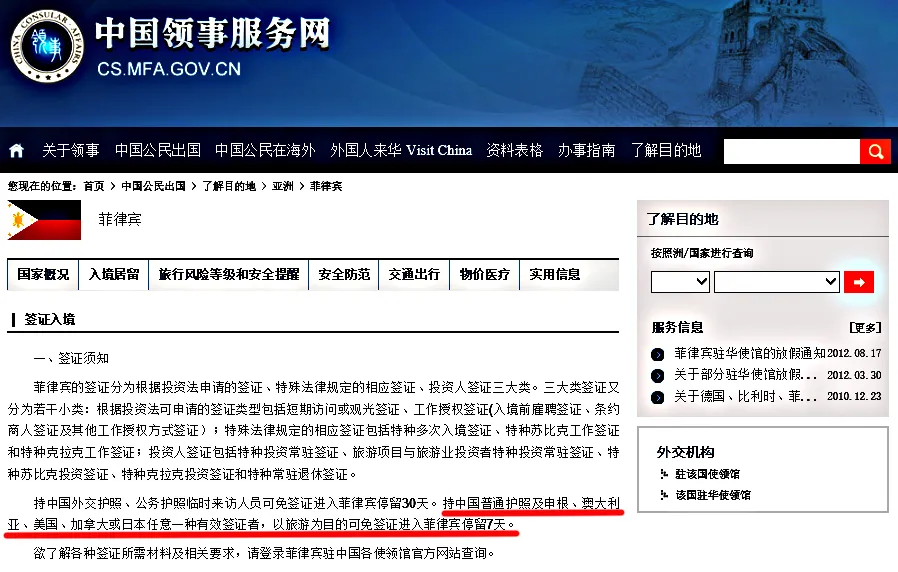 CHINA CONSULAR AFFAIRS
领事
中国领事服务网
CS.MFA.GOV.CN
关于领事 中国公民出国 中国公民在海外 外国人来华 Visit China 资料表格 办事指南 了解目的地
您现在的位置：首页 > 中国公民出国 > 了解目的地 > 亚洲 > 菲律宾
菲律宾
国家概况 入境居留 旅行风险等级和安全提醒 安全防范 交通出行 物价医疗 实用信息
签证入境
一、签证须知
菲律宾的签证分为根据投资法申请的签证、特殊法律规定的相应签证、投资人签证三大类。三大类签证又
分为若干小类：根据投资法可申请的签证类型包括短期访问或观光签证、工作授权签证(入境前雇聘签证、条约
商人签证及其他工作授权方式签证）；特殊法律规定的相应签证包括特种多次入境签证、特种苏比克工作签证
和特种克拉克工作签证；投资人签证包括特种投资常驻签证、旅游项目与旅游业投资者特种投资常驻签证、特
种苏比克投资签证、特种克拉克投资签证和特种常驻退休签证。
持中国外交护照、公务护照临时来访人员可免签证进入菲律宾停留30天。持中国普通护照及申根、澳大利
亚、美国、加拿大或日本任意一种有效签证者，以旅游为目的可免签证进入菲律宾停留7天。
欲了解各种签证所需材料及相关要求，请登录菲律宾驻中国各使领馆官方网站查询。
了解目的地
按照洲/国家进行查询
服务信息 [更多]
菲律宾驻华使馆的放假通知 2012.08.17
关于部分驻华使馆放假... 2012.03.30
关于德国、比利时、菲... 2010.12.23
外交机构
驻该国使领馆
该国驻华使领馆